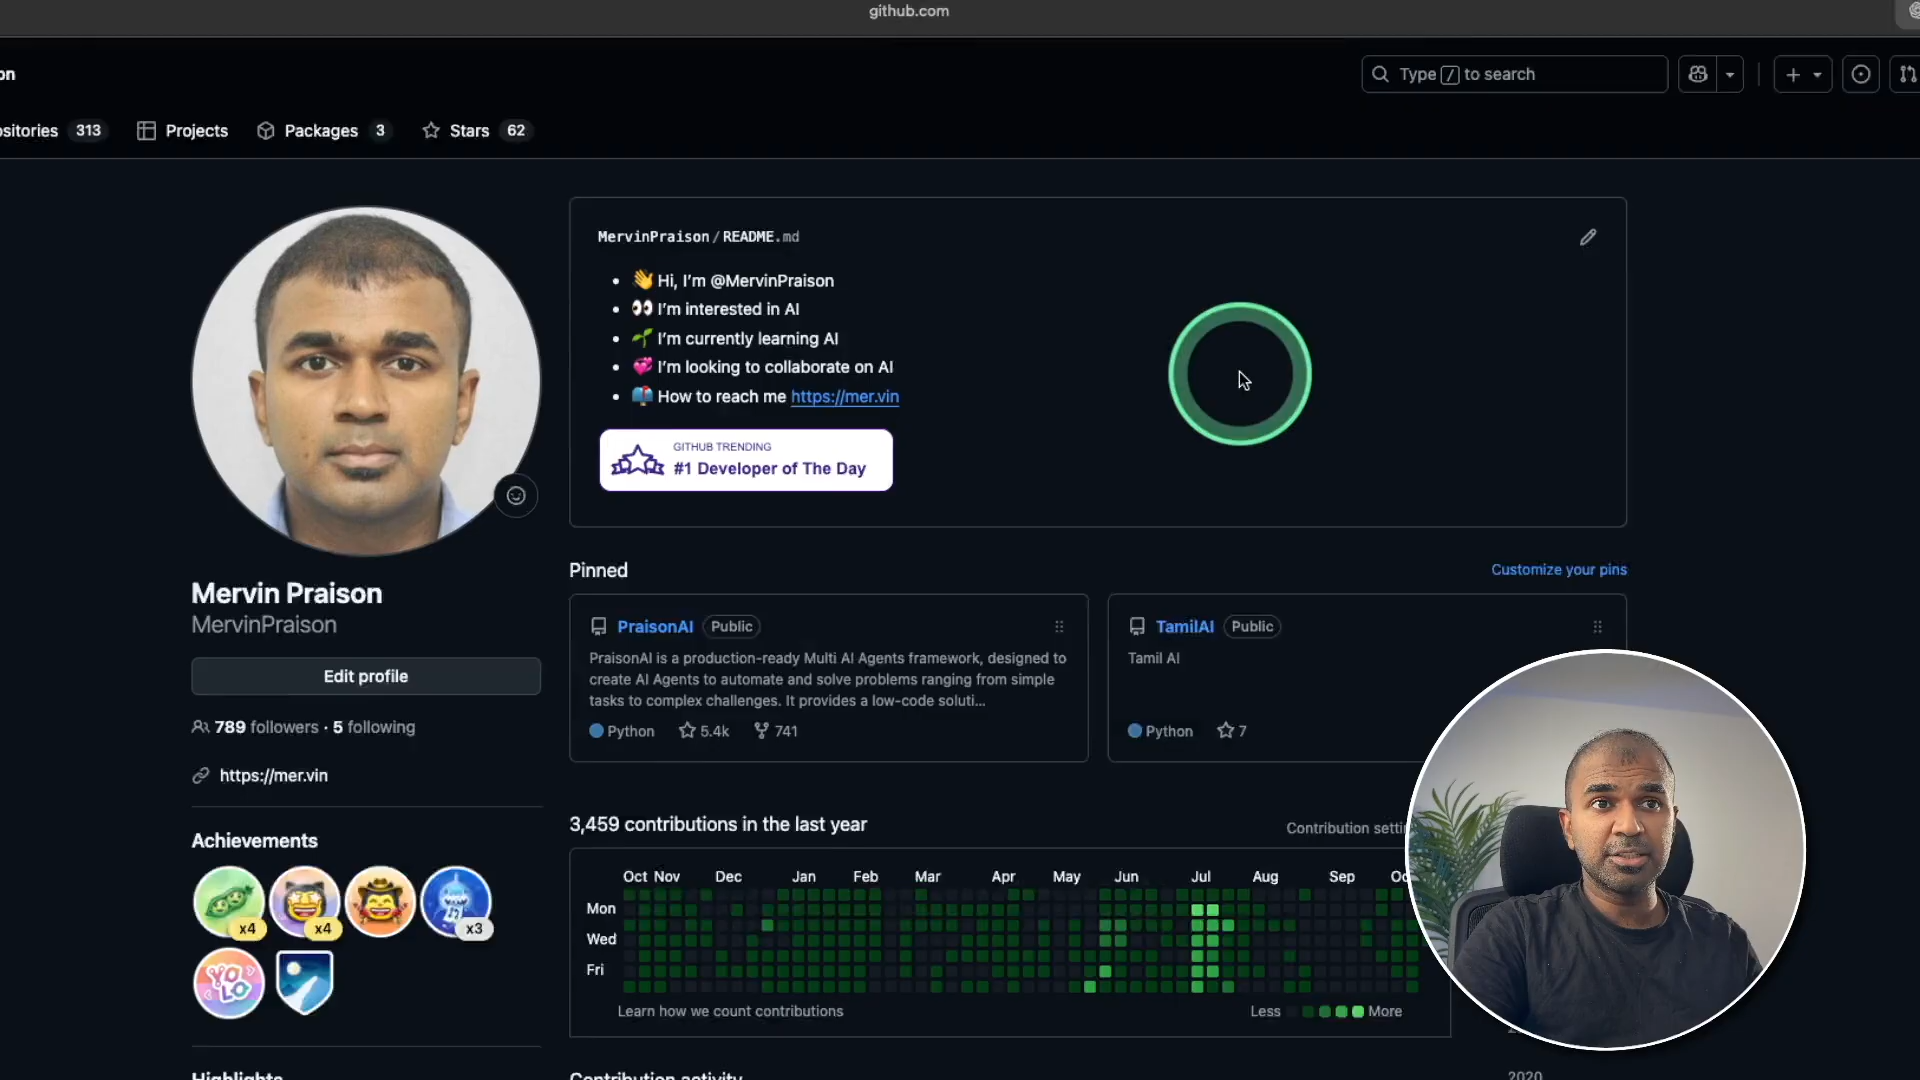 github.com
on
Type / to search
ositories 313 Projects Packages 3 Stars 62
MervinPraison/README.md
👋 Hi, I'm @MervinPraison
👀 I'm interested in AI
🌱 I'm currently learning AI
💞️ I'm looking to collaborate on AI
📫 How to reach me https://mer.vin
GITHUB TRENDING
#1 Developer of The Day
Mervin Praison
MervinPraison
Edit profile
789 followers · 5 following
https://mer.vin
Achievements
x4 x4 x3
YOLO
Highlights
Pinned
Customize your pins
PraisonAI Public
PraisonAI is a production-ready Multi AI Agents framework, designed to
create AI Agents to automate and solve problems ranging from simple
tasks to complex challenges. It provides a low-code soluti...
Python 5.4k 741
TamilAI Public
Tamil AI
Python 7
3,459 contributions in the last year
Contribution setti
Oct Nov Dec Jan Feb Mar Apr May Jun Jul Aug Sep Oc
Mon
Wed
Fri
Learn how we count contributions
Less More
Contribution activity
2020